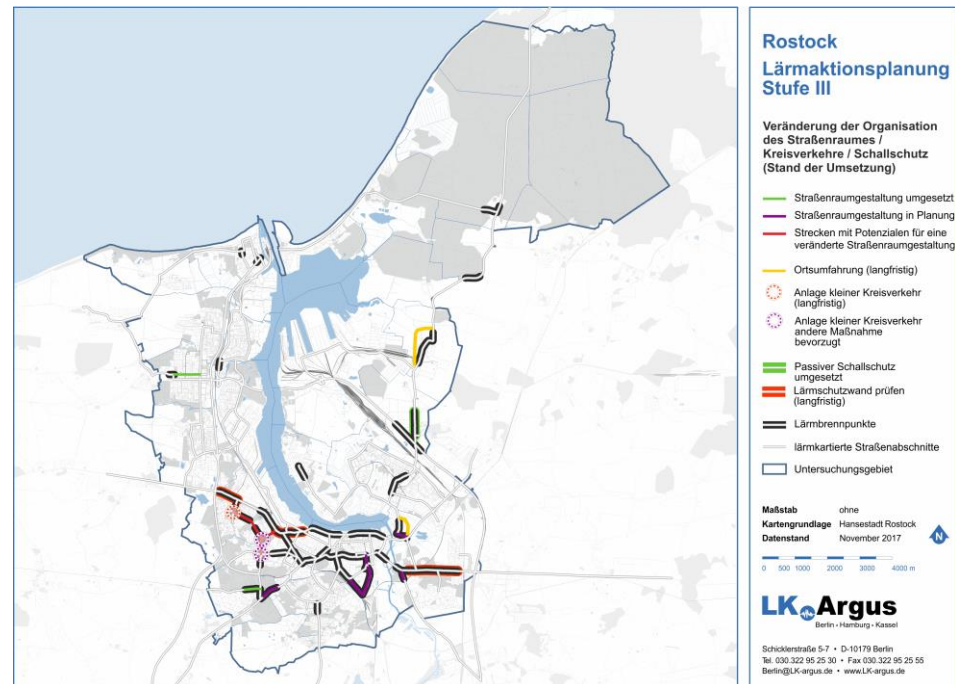 Rostock
Lärmaktionsplanung
Stufe III
Veränderung der Organisation
des Straßenraumes /
Kreisverkehre / Schallschutz
(Stand der Umsetzung)
Straßenraumgestaltung umgesetzt
Straßenraumgestaltung in Planung
Strecken mit Potenzialen für eine
veränderte Straßenraumgestaltung
Ortsumfahrung (langfristig)
Anlage kleiner Kreisverkehr
(langfristig)
Anlage kleiner Kreisverkehr
andere Maßnahme
bevorzugt
Passiver Schallschutz
umgesetzt
Lärmschutzwand prüfen
(langfristig)
Lärmbrennpunkte
lärmkartierte Straßenabschnitte
Untersuchungsgebiet
Maßstab ohne
Kartengrundlage Hansestadt Rostock
Datenstand November 2017
N
0 500 1000 2000 3000 4000 m
LK Argus
Berlin • Hamburg • Kassel
Schicklerstraße 5-7 • D-10179 Berlin
Tel. 030.322 95 25 30 • Fax 030.322 95 25 55
Berlin@LK-argus.de • www.LK-argus.de